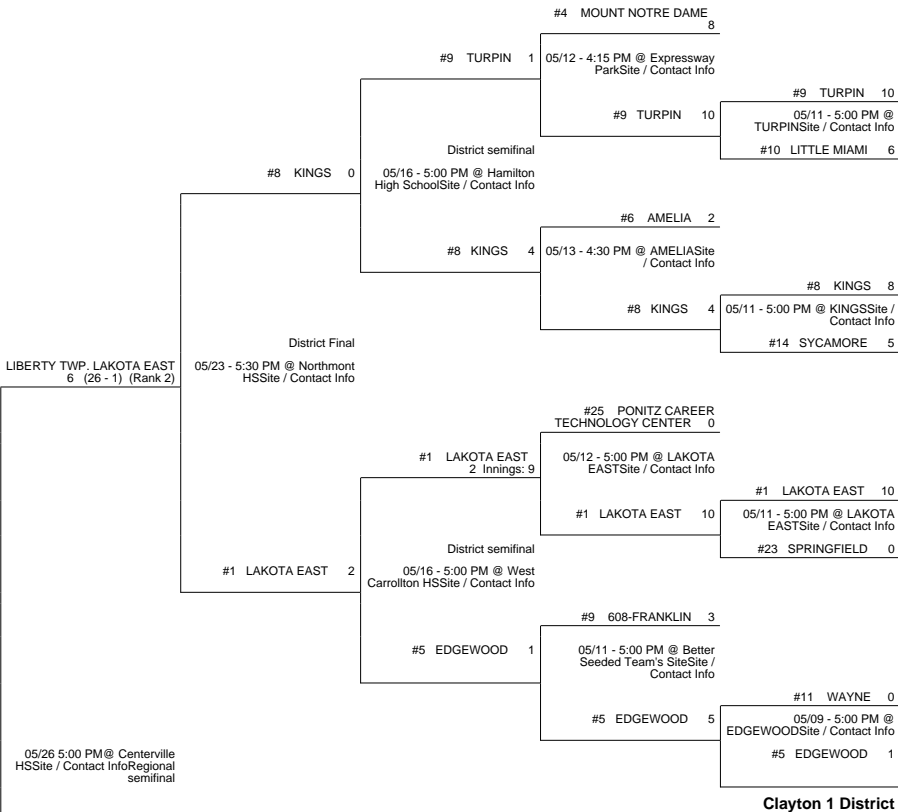 #4 MOUNT NOTRE DAME
8
#9 TURPIN 1
05/12 - 4:15 PM @ Expressway
ParkSite / Contact Info
#9 TURPIN 10
#9 TURPIN 10
05/11 - 5:00 PM @
TURPINSite / Contact Info
#10 LITTLE MIAMI 6
District semifinal
#8 KINGS 0
05/16 - 5:00 PM @ Hamilton
High SchoolSite / Contact Info
#6 AMELIA 2
#8 KINGS 4
05/13 - 4:30 PM @ AMELIASite
/ Contact Info
#8 KINGS 8
#8 KINGS 4
05/11 - 5:00 PM @ KINGSSite /
Contact Info
#14 SYCAMORE 5
District Final
LIBERTY TWP. LAKOTA EAST
6 (26 - 1) (Rank 2)
05/23 - 5:30 PM @ Northmont
HSSite / Contact Info
#25 PONITZ CAREER
TECHNOLOGY CENTER 0
#1 LAKOTA EAST
2 Innings: 9
05/12 - 5:00 PM @ LAKOTA
EASTSite / Contact Info
#1 LAKOTA EAST 10
#1 LAKOTA EAST 10
05/11 - 5:00 PM @ LAKOTA
EASTSite / Contact Info
#23 SPRINGFIELD 0
District semifinal
#1 LAKOTA EAST 2
05/16 - 5:00 PM @ West
Carrollton HSSite / Contact Info
#9 608-FRANKLIN 3
#5 EDGEWOOD 1
05/11 - 5:00 PM @ Better
Seeded Team's SiteSite /
Contact Info
#11 WAYNE 0
#5 EDGEWOOD 5
05/09 - 5:00 PM @
EDGEWOODSite / Contact Info
#5 EDGEWOOD 1
05/26 5:00 PM@ Centerville
HSSite / Contact InfoRegional
semifinal
Clayton 1 District